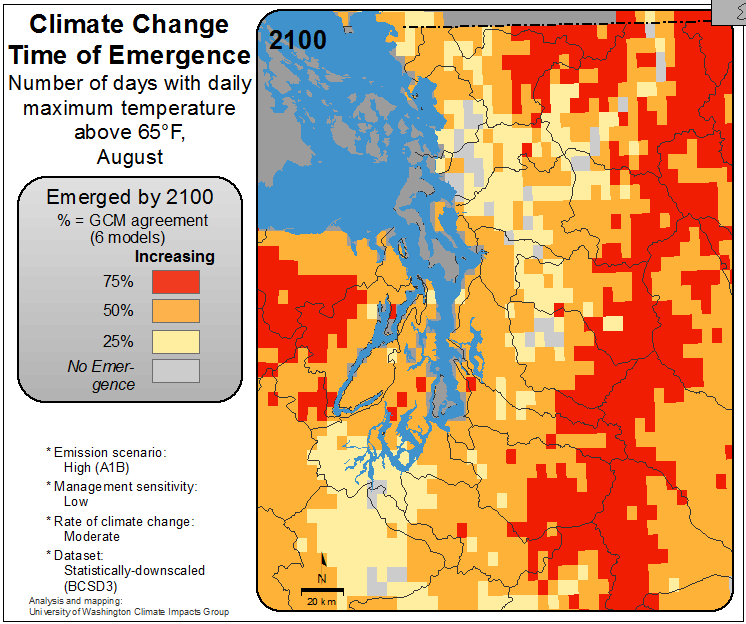 Climate Change
Time of Emergence
Number of days with daily
maximum temperature
above 65°F,
August
2100
Emerged by 2100
% = GCM agreement
(6 models)
Increasing
75%
50%
25%
No Emer-
gence
* Emission scenario:
High (A1B)
* Management sensitivity:
Low
* Rate of climate change:
Moderate
* Dataset:
Statistically-downscaled
(BCSD3)
Analysis and mapping:
University of Washington Climate Impacts Group
N
20 km